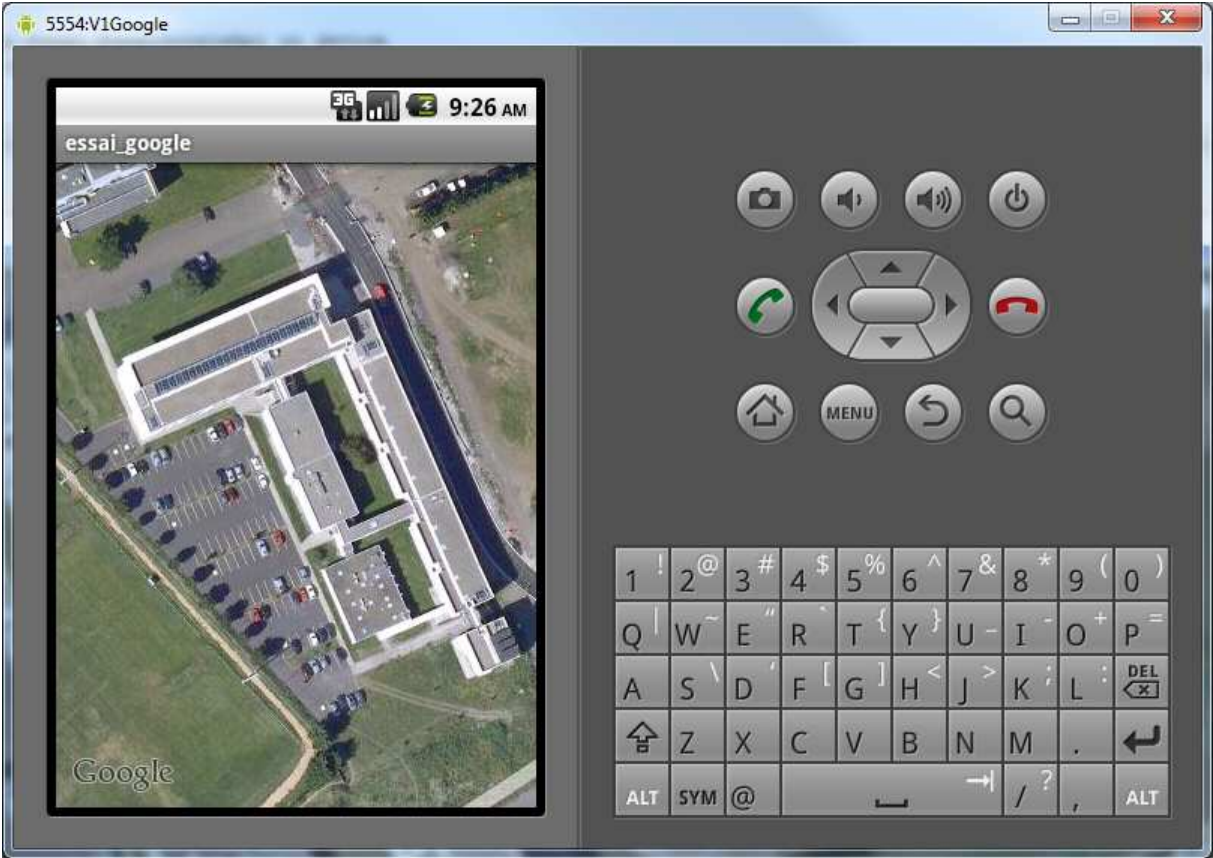 5554:V1Google
3G 9:26 AM
essai_google
Google
MENU
1 ! 2 @ 3 # 4 $ 5 % 6 ^ 7 & 8 * 9 ( 0 )
Q | W ~ E " R ` T { Y } U _ I - O + P =
A S \ D ' F [ G ] H < J > K ; L : DEL
Z X C V B N M .
ALT SYM @ / ? , ALT